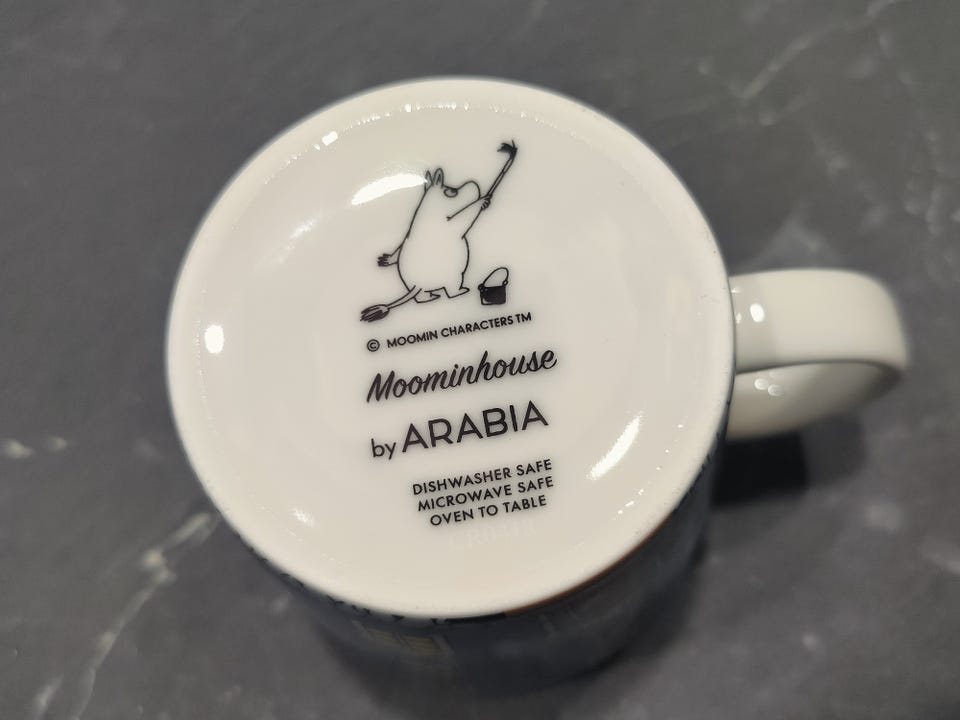 © MOOMIN CHARACTERS TM
Moominhouse
by ARABIA
DISHWASHER SAFE
MICROWAVE SAFE
OVEN TO TABLE